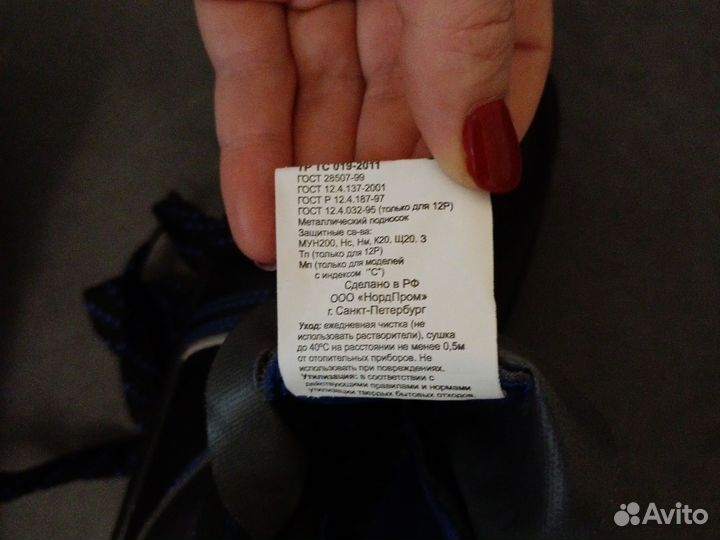 ТР ТС 019-2011
ГОСТ 28507-99
ГОСТ 12.4.137-2001
ГОСТ Р 12.4.187-97
ГОСТ 12.4.032-95 (только для 12Р)
Металлический подносок
Защитные св-ва:
МУН200, Нс, Нм, К20, Щ20, З
Тп (только для 12Р)
Мп (только для моделей
с индексом "С")
Сделано в РФ
ООО «НордПром»
г. Санкт-Петербург
Уход: ежедневная чистка (не
использовать растворители), сушка
до 40ºС на расстоянии не менее 0,5м
от отопительных приборов. Не
использовать при повреждениях.
Утилизация: в соответствии с
действующими правилами и нормами
утилизации твердых бытовых отходов.
Avito